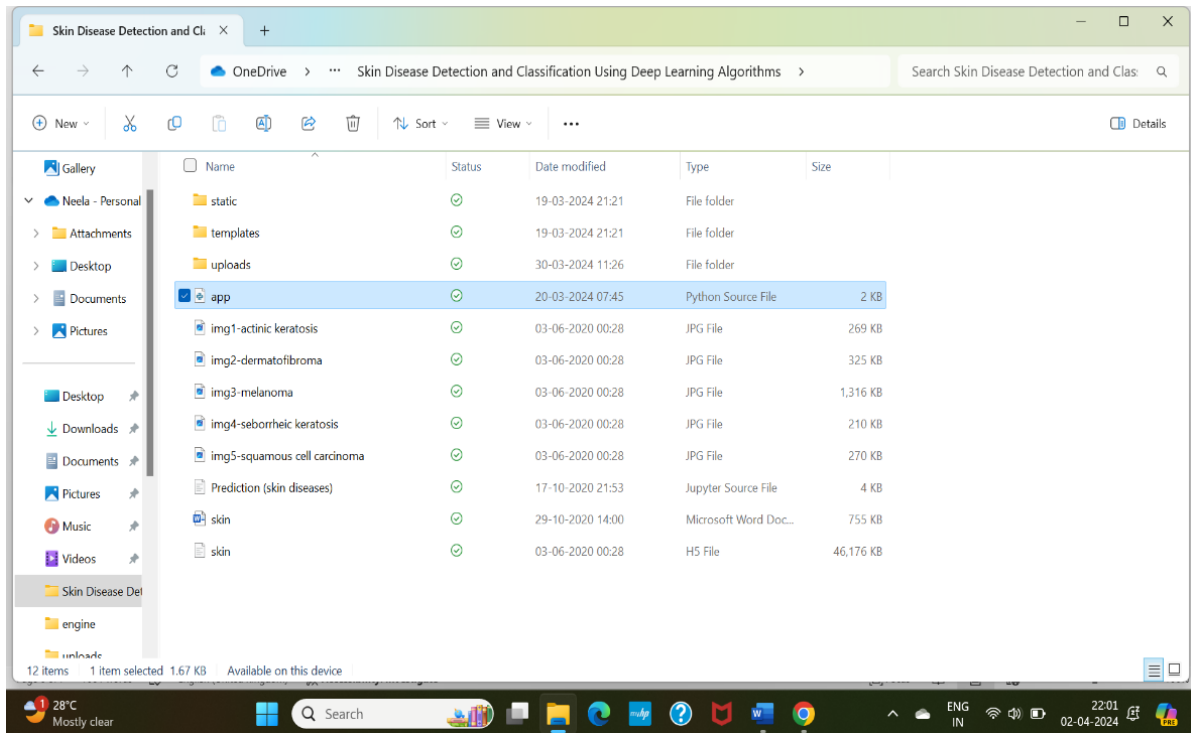 Skin Disease Detection and Cla
OneDrive > ... Skin Disease Detection and Classification Using Deep Learning Algorithms > Search Skin Disease Detection and Clas:
New Sort View ... Details
Name Status Date modified Type Size
Gallery
Neela - Personal
Attachments
Desktop
Documents
Pictures
Desktop
Downloads
Documents
Pictures
Music
Videos
Skin Disease Det
engine
uploads
static 19-03-2024 21:21 File folder
templates 19-03-2024 21:21 File folder
uploads 30-03-2024 11:26 File folder
app 20-03-2024 07:45 Python Source File 2 KB
img1-actinic keratosis 03-06-2020 00:28 JPG File 269 KB
img2-dermatofibroma 03-06-2020 00:28 JPG File 325 KB
img3-melanoma 03-06-2020 00:28 JPG File 1,316 KB
img4-seborrheic keratosis 03-06-2020 00:28 JPG File 210 KB
img5-squamous cell carcinoma 03-06-2020 00:28 JPG File 270 KB
Prediction (skin diseases) 17-10-2020 21:53 Jupyter Source File 4 KB
skin 29-10-2020 14:00 Microsoft Word Doc... 755 KB
skin 03-06-2020 00:28 H5 File 46,176 KB
12 items 1 item selected 1.67 KB Available on this device
1
28°C
Mostly clear
Search
ENG
IN
22:01
02-04-2024
PRE